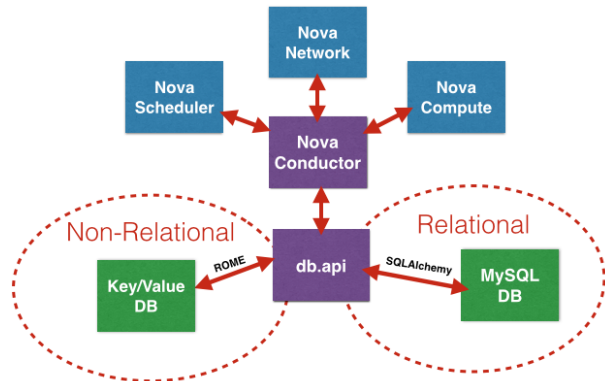 Nova
Network
Nova
Scheduler
Nova
Compute
Nova
Conductor
Non-Relational
Relational
ROME
SQLAlchemy
Key/Value
DB
db.api
MySQL
DB